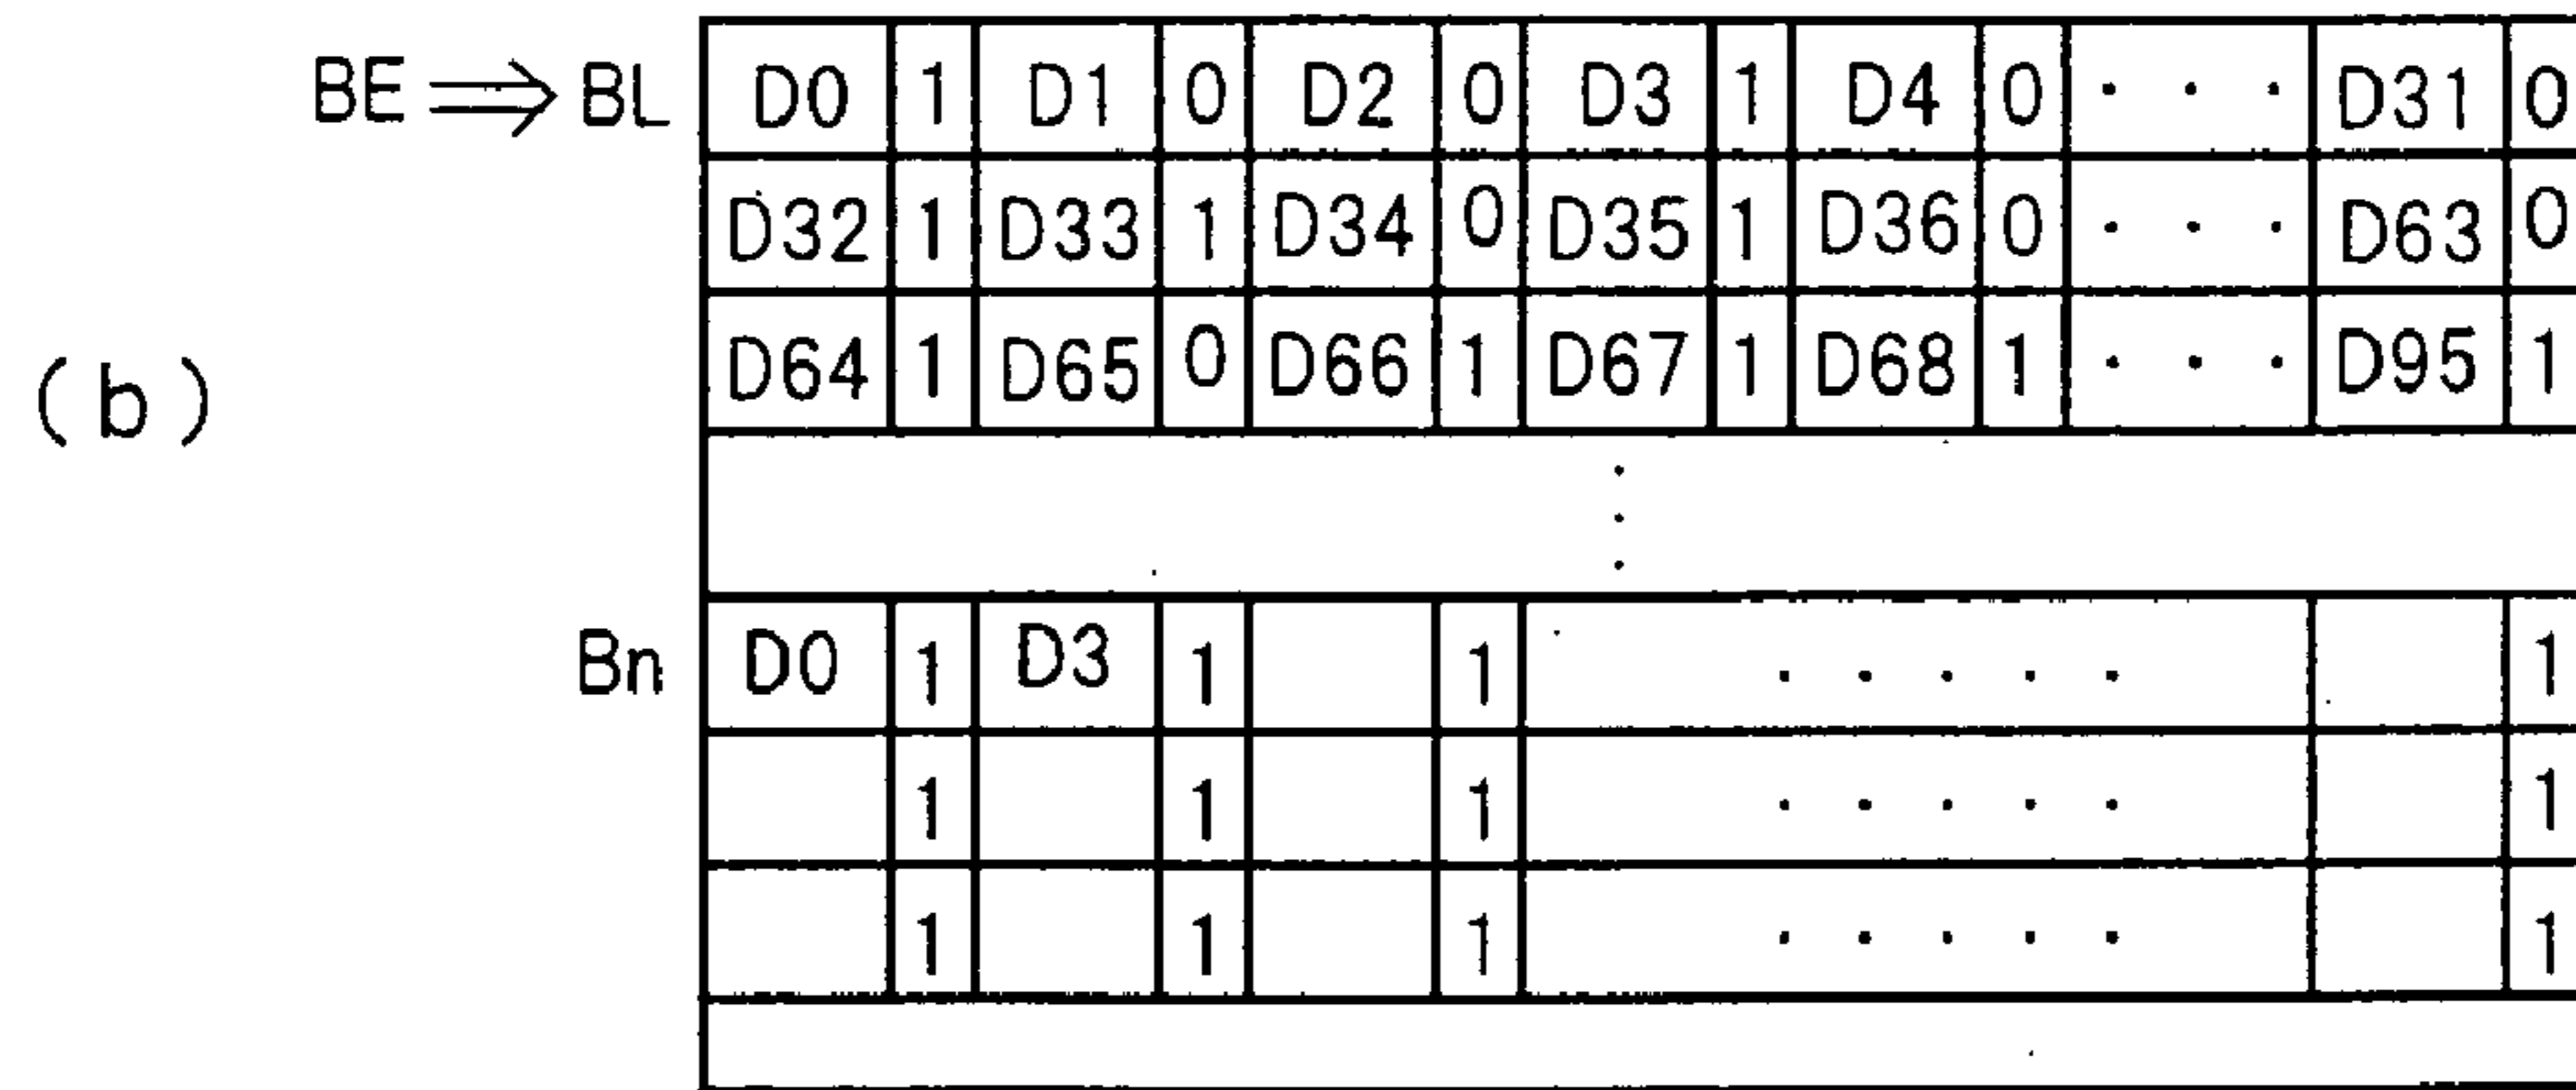 BE ⇒ BL D0 1 D1 0 D2 0 D3 1 D4 0 · · · D31 0
D32 1 D33 1 D34 0 D35 1 D36 0 · · · D63 0
(b) D64 1 D65 0 D66 1 D67 1 D68 1 · · · D95 1
Bn D0 1 D3 1 1 · · · · · 1
1 1 1 · · · · · 1
1 1 1 · · · · · 1